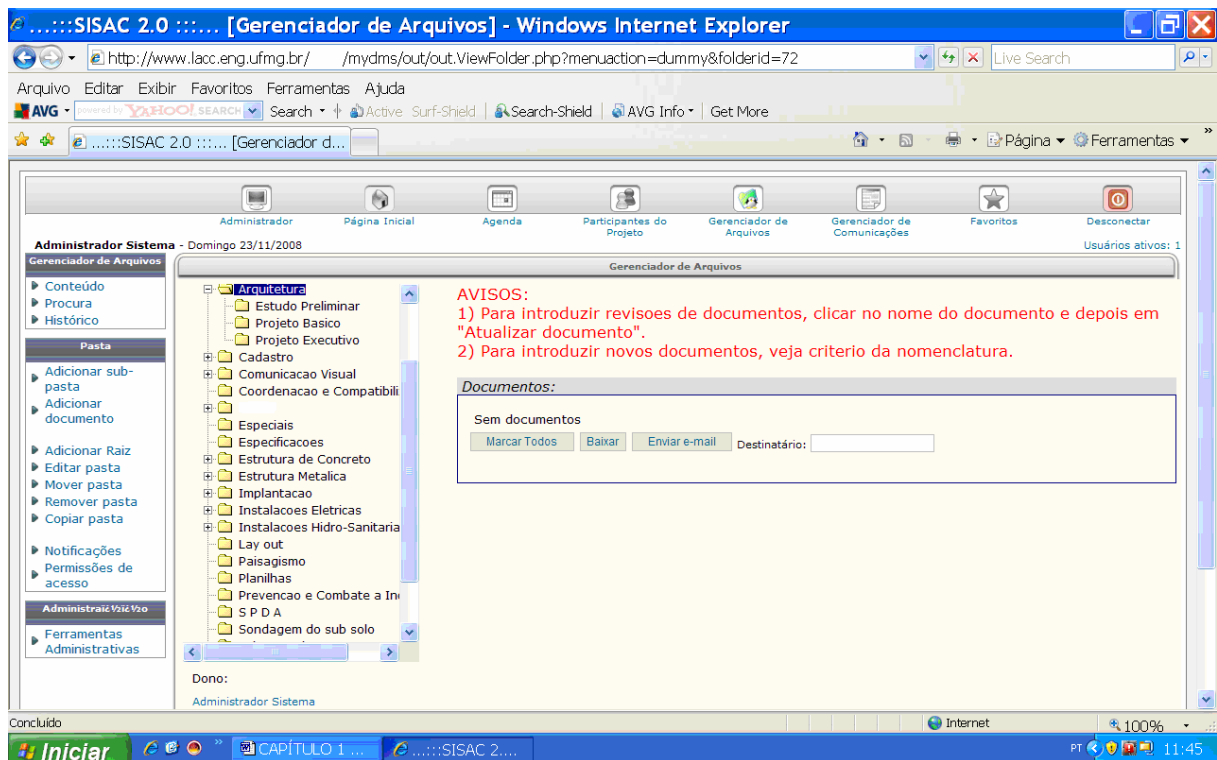 ...:::SISAC 2.0 :::... [Gerenciador de Arquivos] - Windows Internet Explorer
http://www.lacc.eng.ufmg.br/ /mydms/out/out.ViewFolder.php?menuaction=dummy&folderid=72
Live Search
Arquivo Editar Exibir Favoritos Ferramentas Ajuda
AVG powered by YAHOO! SEARCH Search Active Surf-Shield Search-Shield AVG Info Get More
...:::SISAC 2.0 :::... [Gerenciador d...
Página Ferramentas »
Administrador
Página Inicial
Agenda
Participantes do
Projeto
Gerenciador de
Arquivos
Gerenciador de
Comunicações
Favoritos
Desconectar
Administrador Sistema - Domingo 23/11/2008
Usuários ativos: 1
Gerenciador de Arquivos
Conteúdo
Procura
Histórico
Pasta
Adicionar sub-
pasta
Adicionar
documento
Adicionar Raiz
Editar pasta
Mover pasta
Remover pasta
Copiar pasta
Notificações
Permissões de
acesso
Administraï¿½ï¿½o
Ferramentas
Administrativas
Gerenciador de Arquivos
Arquitetura
Estudo Preliminar
Projeto Basico
Projeto Executivo
Cadastro
Comunicacao Visual
Coordenacao e Compatibili
Especiais
Especificacoes
Estrutura de Concreto
Estrutura Metalica
Implantacao
Instalacoes Eletricas
Instalacoes Hidro-Sanitaria
Lay out
Paisagismo
Planilhas
Prevencao e Combate a In
S P D A
Sondagem do sub solo
Dono:
Administrador Sistema
AVISOS:
1) Para introduzir revisoes de documentos, clicar no nome do documento e depois em
"Atualizar documento".
2) Para introduzir novos documentos, veja criterio da nomenclatura.
Documentos:
Sem documentos
Marcar Todos Baixar Enviar e-mail Destinatário:
Concluído
Internet
100%
Iniciar
»
CAPÍTULO 1 ...
...:::SISAC 2....
PT
11:45